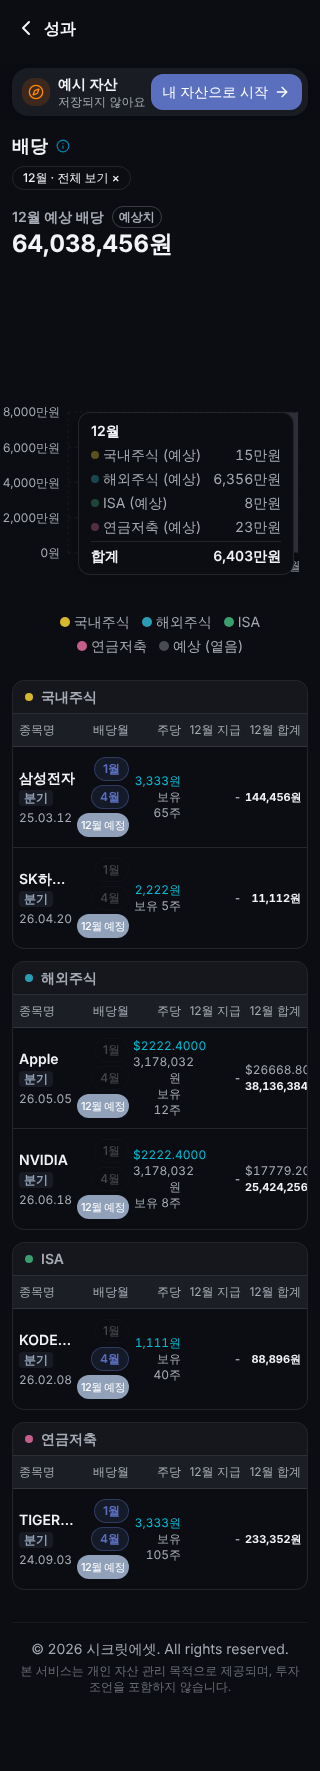 성과
예시 자산
저장되지 않아요
내 자산으로 시작 →
배당
12월 · 전체 보기 ×
12월 예상 배당 예상치
64,038,456원
8,000만원
6,000만원
4,000만원
2,000만원
0원
12월
국내주식 (예상) 15만원
해외주식 (예상) 6,356만원
ISA (예상) 8만원
연금저축 (예상) 23만원
합계 6,403만원
국내주식 해외주식 ISA
연금저축 예상 (옅음)
국내주식
종목명 배당월 주당 12월 지급 12월 합계
삼성전자
분기
25.03.12
1월
4월
12월 예정
3,333원
보유
65주
- 144,456원
SK하...
분기
26.04.20
1월
4월
12월 예정
2,222원
보유 5주
- 11,112원
해외주식
종목명 배당월 주당 12월 지급 12월 합계
Apple
분기
26.05.05
1월
4월
12월 예정
$2222.4000
3,178,032
원
보유
12주
-
$26668.80
38,136,384
NVIDIA
분기
26.06.18
1월
4월
12월 예정
$2222.4000
3,178,032
원
보유 8주
-
$17779.20
25,424,256
ISA
종목명 배당월 주당 12월 지급 12월 합계
KODE...
분기
26.02.08
1월
4월
12월 예정
1,111원
보유
40주
- 88,896원
연금저축
종목명 배당월 주당 12월 지급 12월 합계
TIGER...
분기
24.09.03
1월
4월
12월 예정
3,333원
보유
105주
- 233,352원
© 2026 시크릿에셋. All rights reserved.
본 서비스는 개인 자산 관리 목적으로 제공되며, 투자
조언을 포함하지 않습니다.